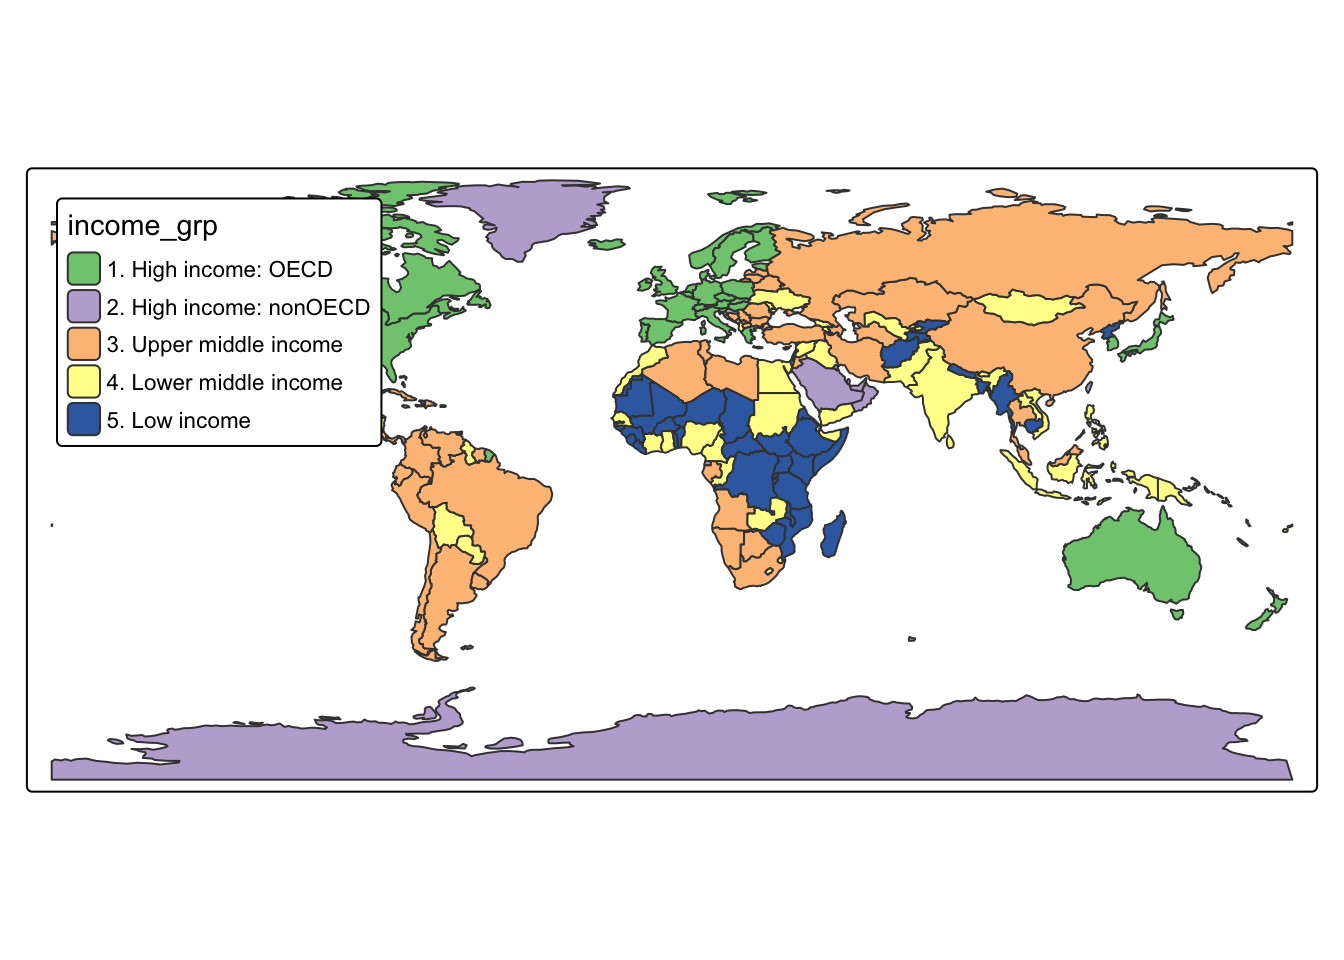 income_grp
1. High income: OECD
2. High income: nonOECD
3. Upper middle income
4. Lower middle income
5. Low income